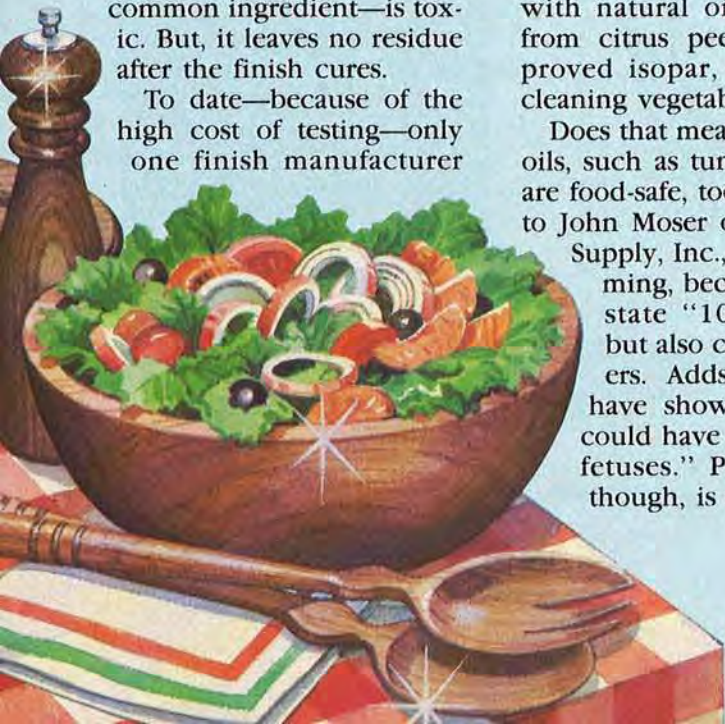 common ingredient—is tox-
ic. But, it leaves no residue
after the finish cures.
To date—because of the
high cost of testing—only
one finish manufacturer
with natural or
from citrus pee
proved isopar,
cleaning vegetab
Does that mea
oils, such as tun
are food-safe, too
to John Moser o
Supply, Inc.,
ming, bec
state “10
but also c
ers. Adds
have show
could have
fetuses.” P
though, is